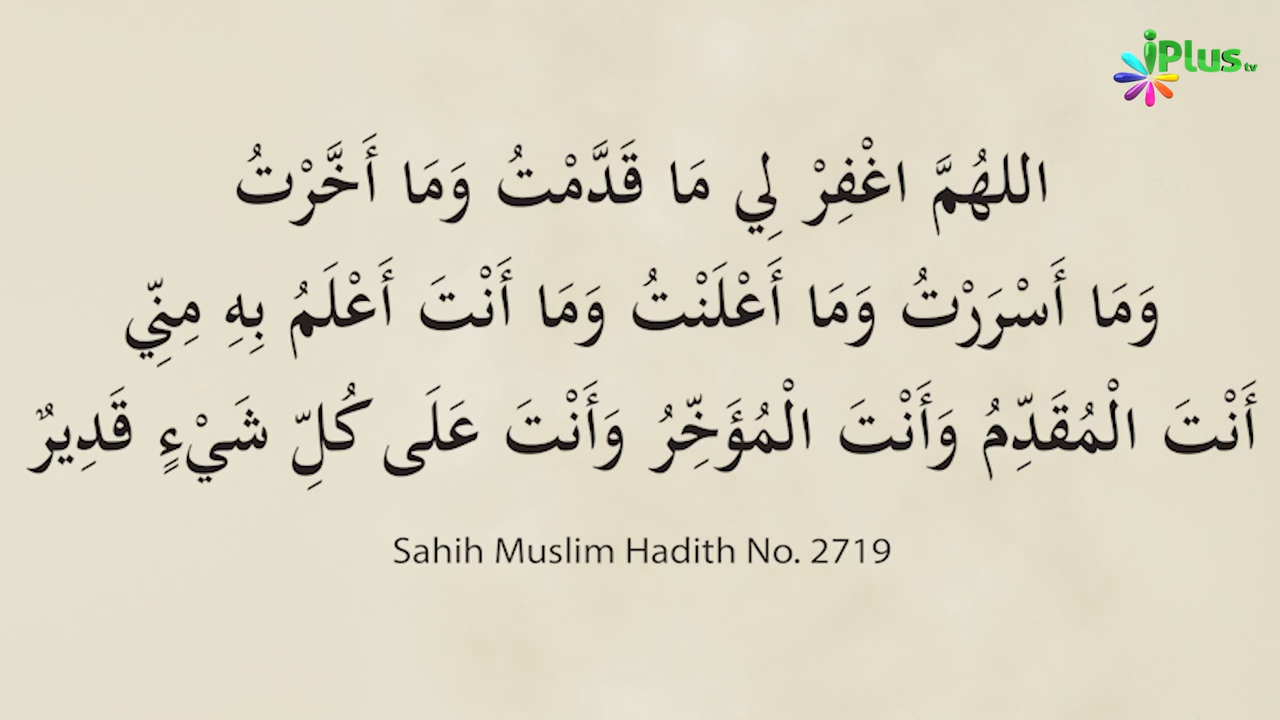 iPlus tv
اللهُمَّ اغْفِرْ لِي مَا قَدَّمْتُ وَمَا أَخَّرْتُ
وَمَا أَسْرَرْتُ وَمَا أَعْلَنْتُ وَمَا أَنْتَ أَعْلَمُ بِهِ مِنِّي
أَنْتَ الْمُقَدِّمُ وَأَنْتَ الْمُؤَخِّرُ وَأَنْتَ عَلَى كُلِّ شَيْءٍ قَدِيرٌ
Sahih Muslim Hadith No. 2719